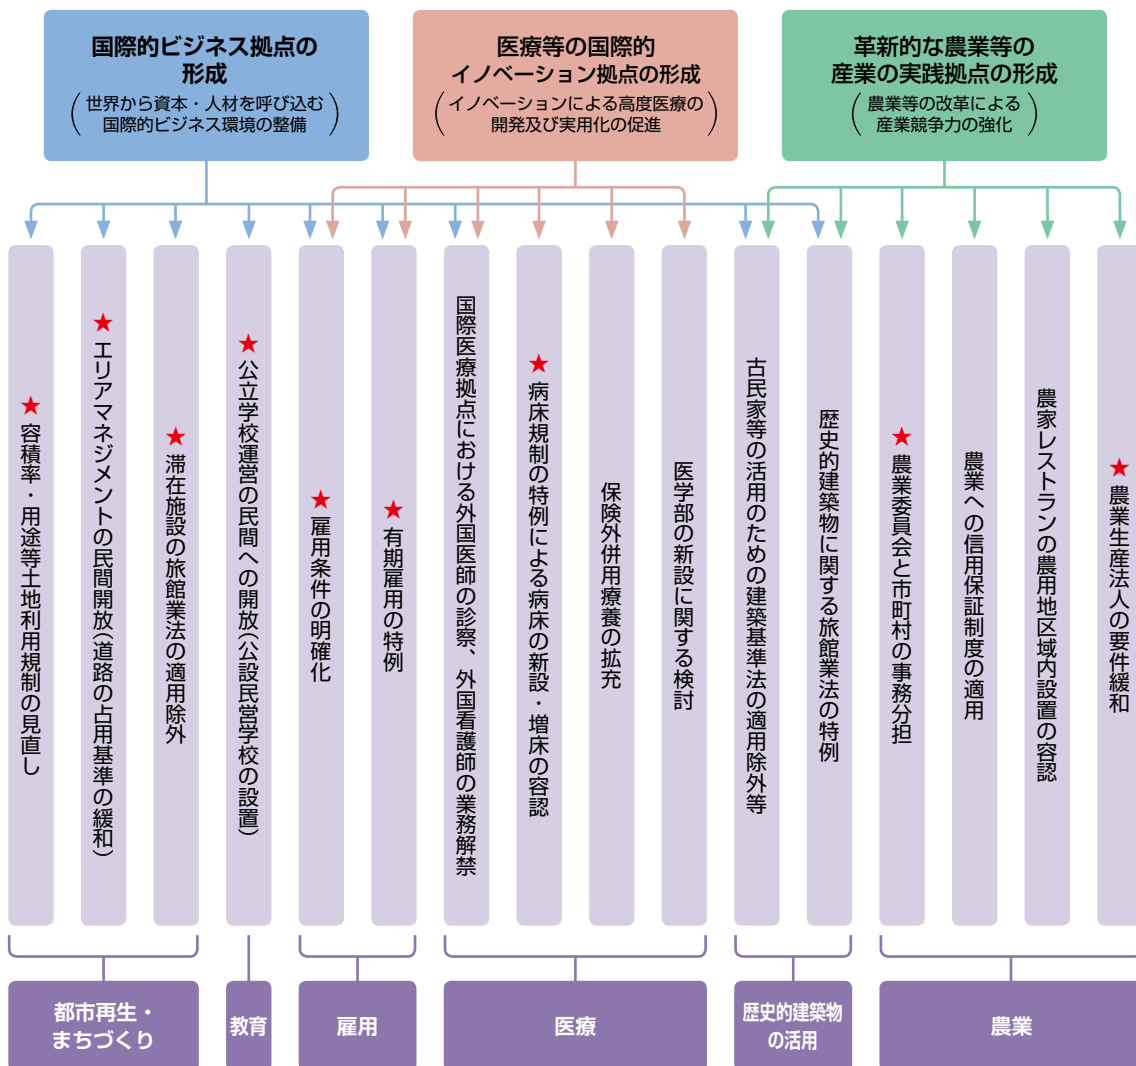 国際的ビジネス拠点の
形成
（世界から資本・人材を呼び込む
国際的ビジネス環境の整備）
医療等の国際的
イノベーション拠点の形成
（イノベーションによる高度医療の
開発及び実用化の促進）
革新的な農業等の
産業の実践拠点の形成
（農業等の改革による
産業競争力の強化）
★容積率・用途等土地利用規制の見直し
★エリアマネジメントの民間開放（道路の占用基準の緩和）
★滞在施設の旅館業法の適用除外
★公立学校運営の民間への開放（公設民営学校の設置）
★雇用条件の明確化
★有期雇用の特例
国際医療拠点における外国医師の診察、外国看護師の業務解禁
★病床規制の特例による病床の新設・増床の容認
保険外併用療養の拡充
医学部の新設に関する検討
古民家等の活用のための建築基準法の適用除外等
歴史的建築物に関する旅館業法の特例
★農業委員会と市町村の事務分担
農業への信用保証制度の適用
農家レストランの農用地区域内設置の容認
★農業生産法人の要件緩和
都市再生・
まちづくり
教育
雇用
医療
歴史的建築物
の活用
農業